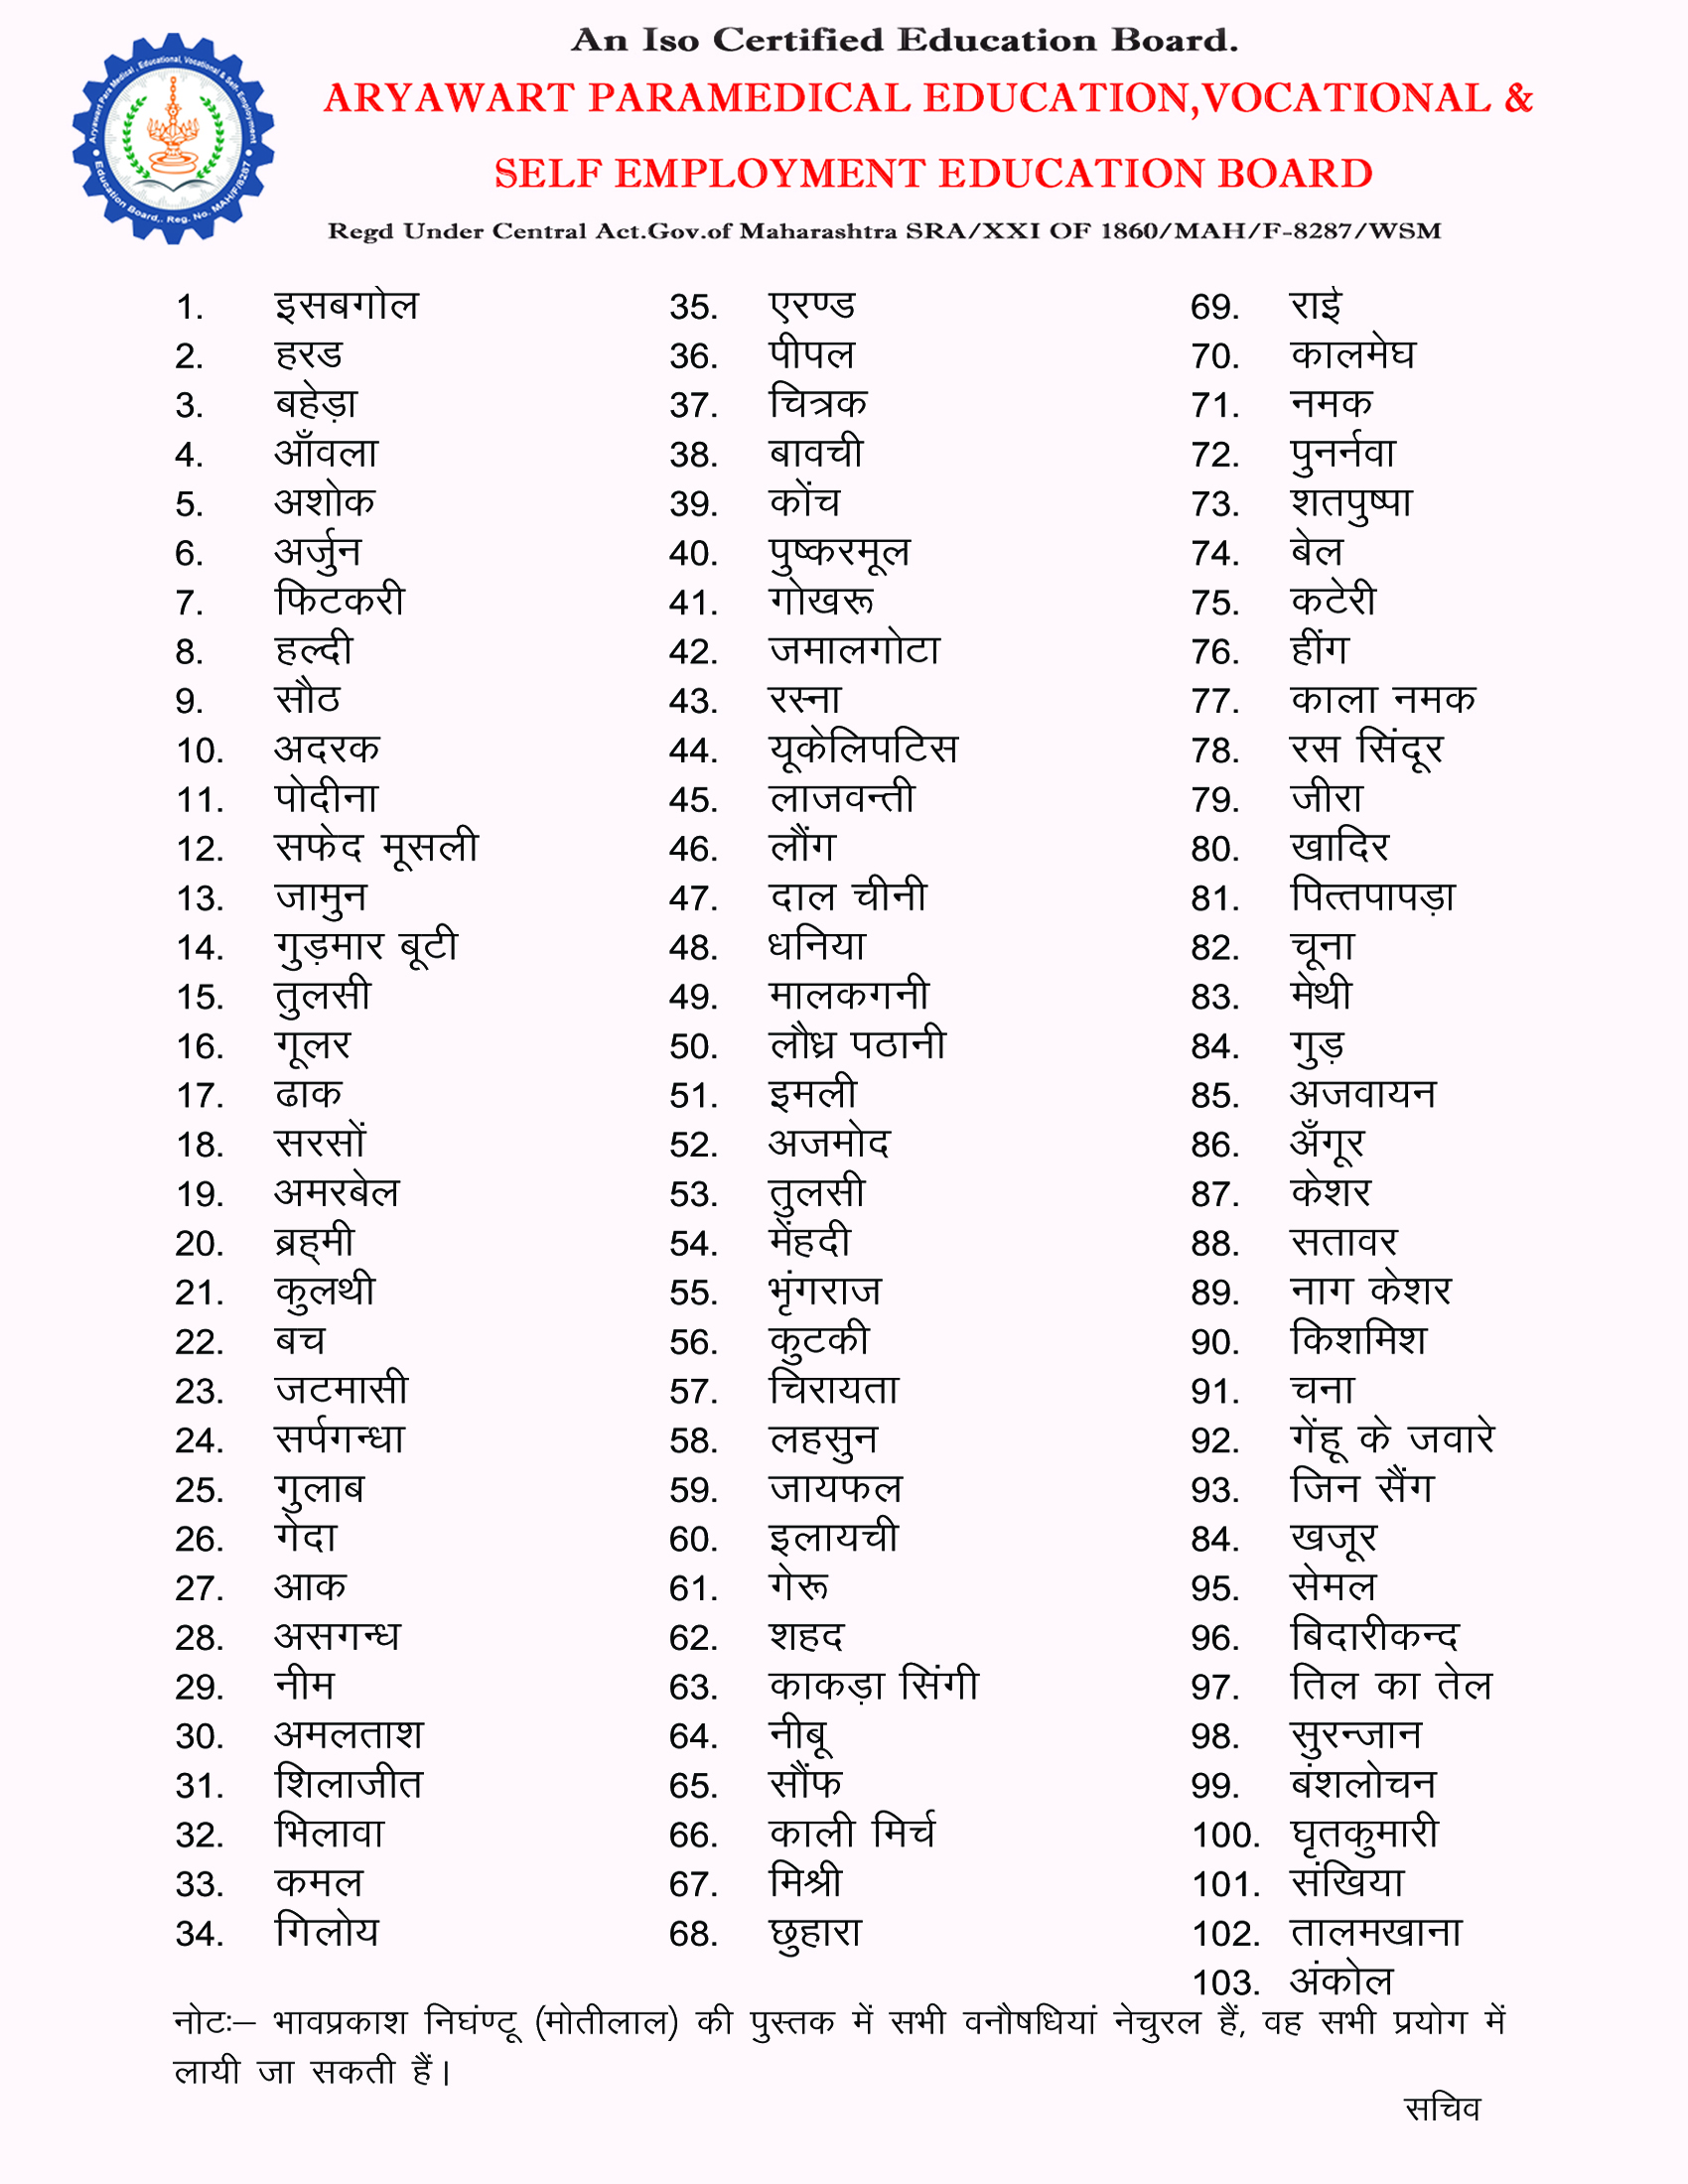 An Iso Certified Education Board.
ARYAWART PARAMEDICAL EDUCATION,VOCATIONAL &
SELF EMPLOYMENT EDUCATION BOARD
Regd Under Central Act.Gov.of Maharashtra SRA/XXI OF 1860/MAH/F-8287/WSM
Aryawart Para Medical , Educational, Vocational & Self- Employment
Education Board,. Reg. No. MAH/F/8287
1. इसबगोल
2. हरड
3. बहेड़ा
4. आँवला
5. अशोक
6. अर्जुन
7. फिटकरी
8. हल्दी
9. सौठ
10. अदरक
11. पोदीना
12. सफेद मूसली
13. जामुन
14. गुड़मार बूटी
15. तुलसी
16. गूलर
17. ढाक
18. सरसों
19. अमरबेल
20. ब्रह्मी
21. कुलथी
22. बच
23. जटमासी
24. सर्पगन्धा
25. गुलाब
26. गेदा
27. आक
28. असगन्ध
29. नीम
30. अमलताश
31. शिलाजीत
32. भिलावा
33. कमल
34. गिलोय
35. एरण्ड
36. पीपल
37. चित्रक
38. बावची
39. कोंच
40. पुष्करमूल
41. गोखरू
42. जमालगोटा
43. रस्ना
44. यूकेलिपटिस
45. लाजवन्ती
46. लौंग
47. दाल चीनी
48. धनिया
49. मालकगनी
50. लौध्र पठानी
51. इमली
52. अजमोद
53. तुलसी
54. मेंहदी
55. भृंगराज
56. कुटकी
57. चिरायता
58. लहसुन
59. जायफल
60. इलायची
61. गेरू
62. शहद
63. काकड़ा सिंगी
64. नीबू
65. सौंफ
66. काली मिर्च
67. मिश्री
68. छुहारा
69. राई
70. कालमेघ
71. नमक
72. पुनर्नवा
73. शतपुष्पा
74. बेल
75. कटेरी
76. हींग
77. काला नमक
78. रस सिंदूर
79. जीरा
80. खादिर
81. पित्तपापड़ा
82. चूना
83. मेथी
84. गुड़
85. अजवायन
86. अँगूर
87. केशर
88. सतावर
89. नाग केशर
90. किशमिश
91. चना
92. गेंहू के जवारे
93. जिन सैंग
84. खजूर
95. सेमल
96. बिदारीकन्द
97. तिल का तेल
98. सुरन्जान
99. बंशलोचन
100. घृतकुमारी
101. संखिया
102. तालमखाना
103. अंकोल
नोटः– भावप्रकाश निघंण्टू (मोतीलाल) की पुस्तक में सभी वनौषधियां नेचुरल हैं, वह सभी प्रयोग में
लायी जा सकती हैं।
सचिव